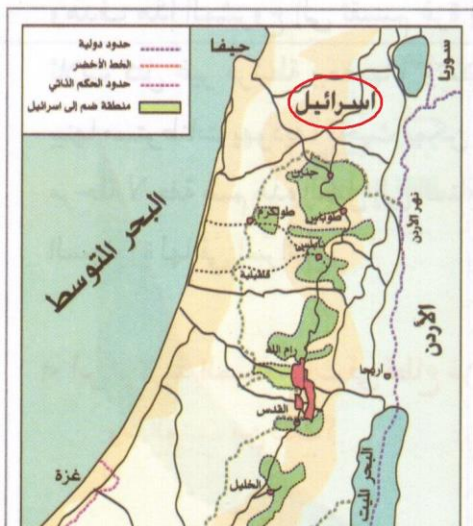 حدود دولية
الخط الأخضر
حدود الحكم الذاتي
منطقة ضم إلى اسرائيل
حيفا
سوريا
اسرائيل
جنين
طوباس
طولكرم
نابلس
قلقيلية
نهر الأردن
البحر المتوسط
الأردن
رام الله
أريحا
القدس
البحر الميت
غزة
الخليل